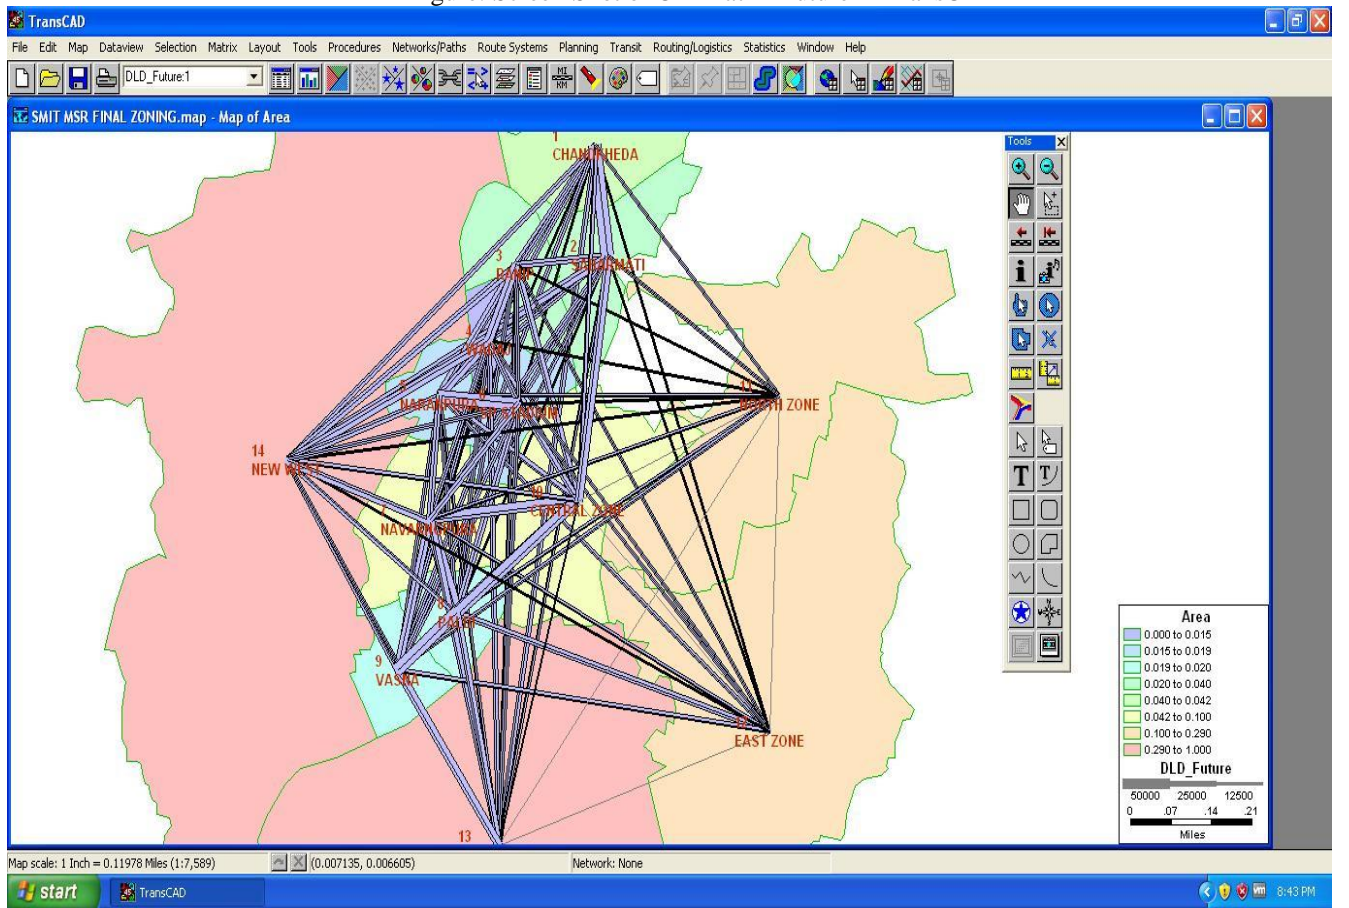 TransCAD
File Edit Map Dataview Selection Matrix Layout Tools Procedures Networks/Paths Route Systems Planning Transit Routing/Logistics Statistics Window Help
DLD_Future:1
MI
KM
SMIT MSR FINAL ZONING.map - Map of Area
Tools
1
CHANDKHEDA
2
SABARMATI
3
4
5
NARANPURA
6
11
NORTH ZONE
14
NEW WEST
10
CENTRAL ZONE
7
NAVARNGPURA
8
PALDI
9
VASNA
12
EAST ZONE
13
Area
0.000 to 0.015
0.015 to 0.019
0.019 to 0.020
0.020 to 0.040
0.040 to 0.042
0.042 to 0.100
0.100 to 0.290
0.290 to 1.000
DLD_Future
50000 25000 12500
0 .07 .14 .21
Miles
Map scale: 1 Inch = 0.11978 Miles (1:7,589) (0.007135, 0.006605) Network: None
start TransCAD 8:43 PM